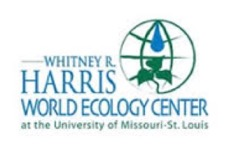 WHITNEY R.
HARRIS
WORLD ECOLOGY CENTER
at the University of Missouri-St. Louis